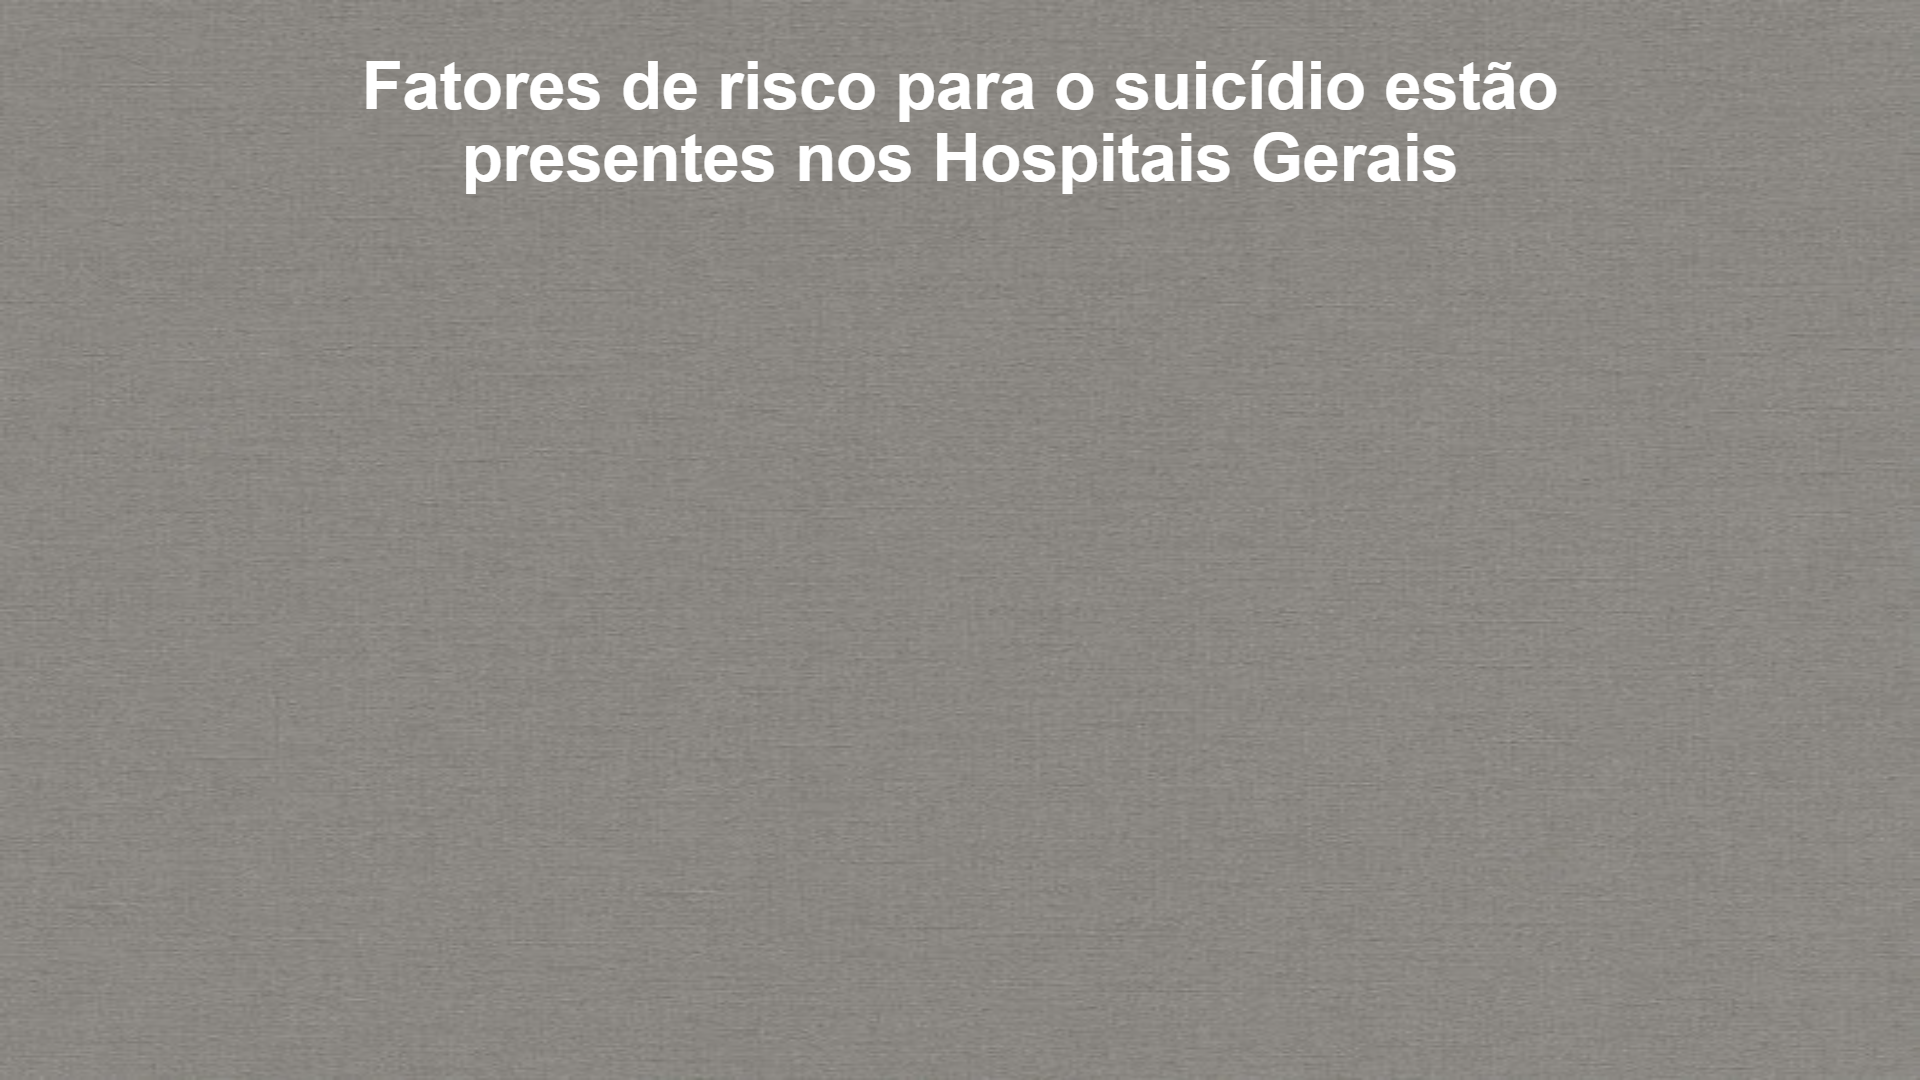 Fatores de risco para o suicídio estão
presentes nos Hospitais Gerais